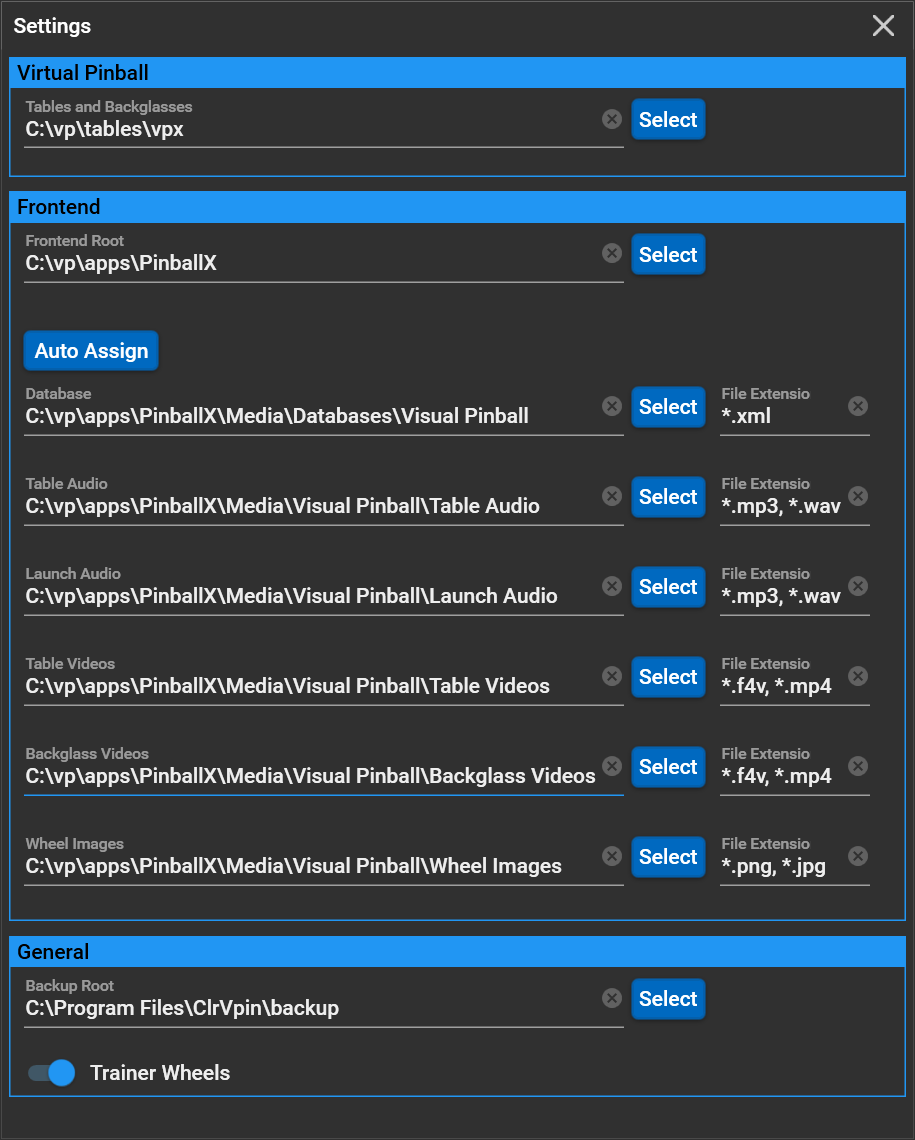 Settings
Virtual Pinball
Tables and Backglasses
C:\vp\tables\vpx
Select
Frontend
Frontend Root
C:\vp\apps\PinballX
Select
Auto Assign
Database
C:\vp\apps\PinballX\Media\Databases\Visual Pinball
Select
File Extensio
*.xml
Table Audio
C:\vp\apps\PinballX\Media\Visual Pinball\Table Audio
Select
File Extensio
*.mp3, *.wav
Launch Audio
C:\vp\apps\PinballX\Media\Visual Pinball\Launch Audio
Select
File Extensio
*.mp3, *.wav
Table Videos
C:\vp\apps\PinballX\Media\Visual Pinball\Table Videos
Select
File Extensio
*.f4v, *.mp4
Backglass Videos
C:\vp\apps\PinballX\Media\Visual Pinball\Backglass Videos
Select
File Extensio
*.f4v, *.mp4
Wheel Images
C:\vp\apps\PinballX\Media\Visual Pinball\Wheel Images
Select
File Extensio
*.png, *.jpg
General
Backup Root
C:\Program Files\ClrVpin\backup
Select
Trainer Wheels